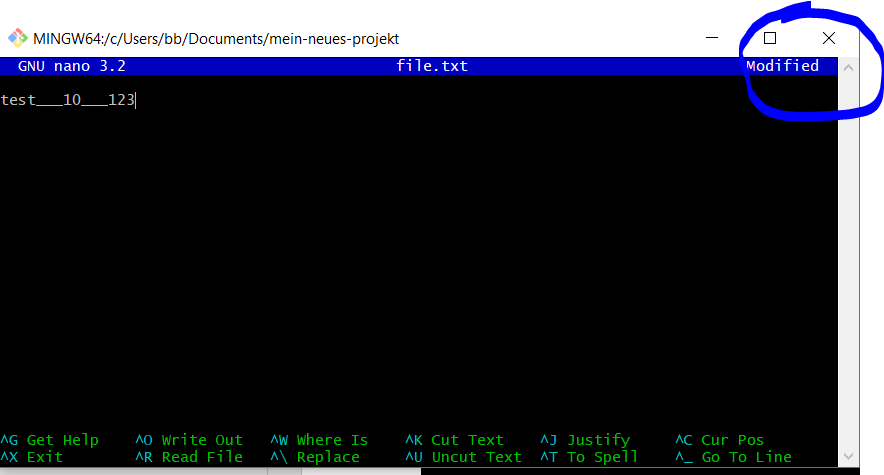 MINGW64:/c/Users/bb/Documents/mein-neues-projekt
GNU nano 3.2 file.txt Modified
test___10___123
^G Get Help ^O Write Out ^W Where Is ^K Cut Text ^J Justify ^C Cur Pos
^X Exit ^R Read File ^\ Replace ^U Uncut Text ^T To Spell ^_ Go To Line